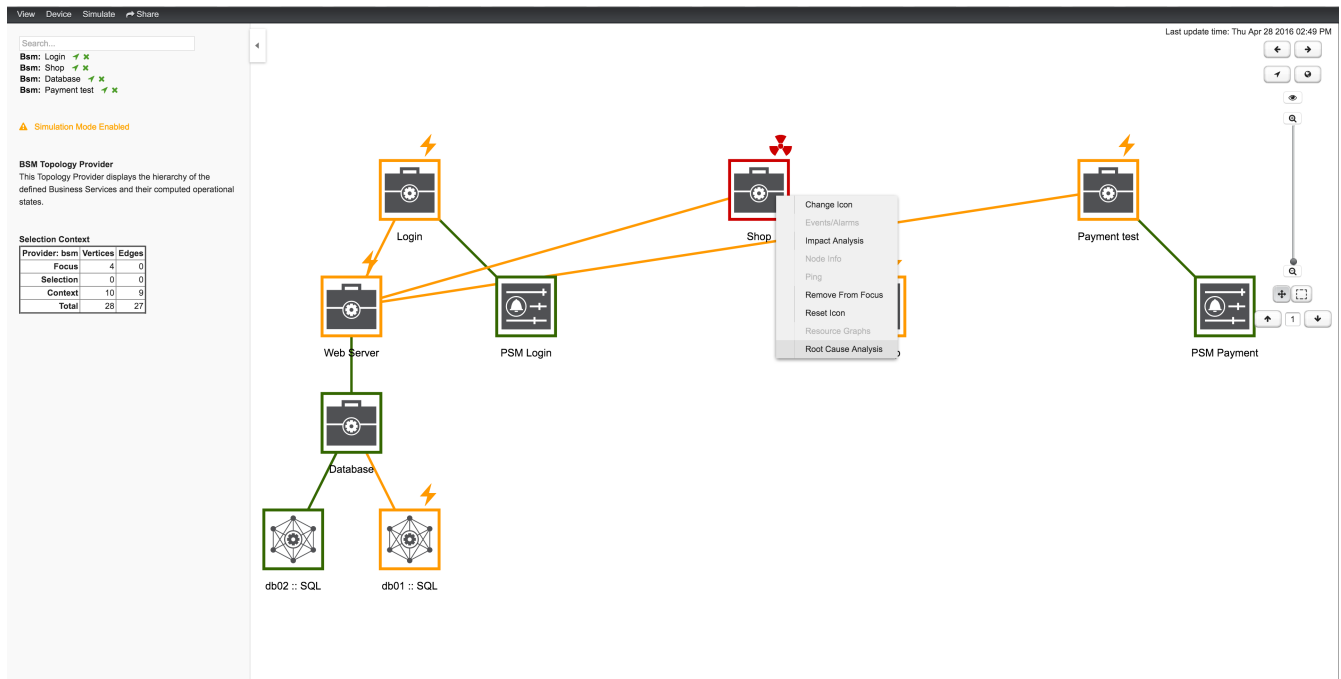 View Device Simulate Share
Last update time: Thu Apr 28 2016 02:49 PM
Search...
Bsm: Login
Bsm: Shop
Bsm: Database
Bsm: Payment test
Simulation Mode Enabled
BSM Topology Provider
This Topology Provider displays the hierarchy of the
defined Business Services and their computed operational
states.
Selection Context
Provider: bsm Vertices Edges
Focus 4 0
Selection 0 0
Context 10 9
Total 28 27
Login
Shop
Payment test
Change Icon
Events/Alarms
Impact Analysis
Node Info
Ping
Remove From Focus
Reset Icon
Resource Graphs
Root Cause Analysis
1
Web Server
PSM Login
PSM Payment
Database
db02 :: SQL
db01 :: SQL